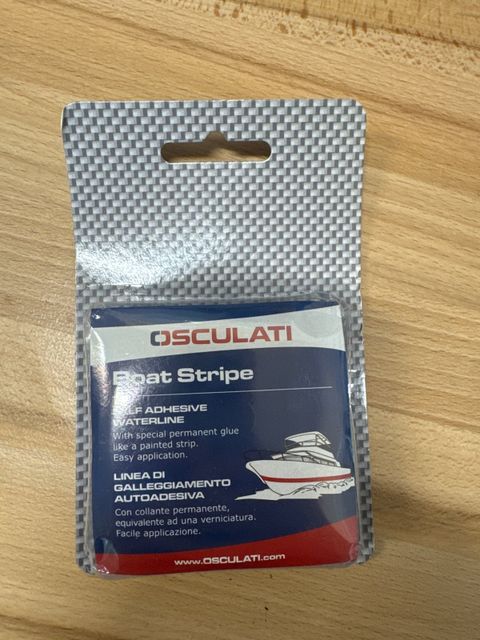 OSCULATI
Boat Stripe
SELF ADHESIVE
WATERLINE
With special permanent glue
like a painted strip.
Easy application.
LINEA DI
GALLEGGIAMENTO
AUTOADESIVA
Con collante permanente,
equivalente ad una verniciatura.
Facile applicazione.
www.OSCULATI.com